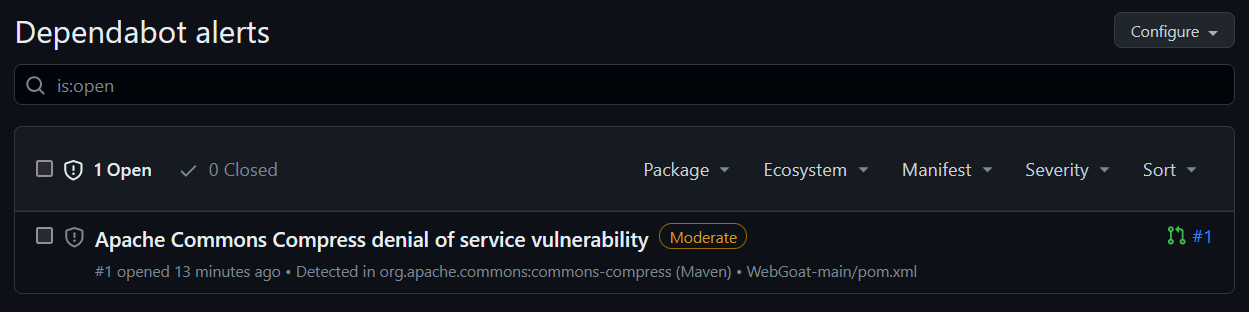 Dependabot alerts
Configure
is:open
1 Open 0 Closed Package Ecosystem Manifest Severity Sort
Apache Commons Compress denial of service vulnerability Moderate #1
#1 opened 13 minutes ago • Detected in org.apache.commons:commons-compress (Maven) • WebGoat-main/pom.xml